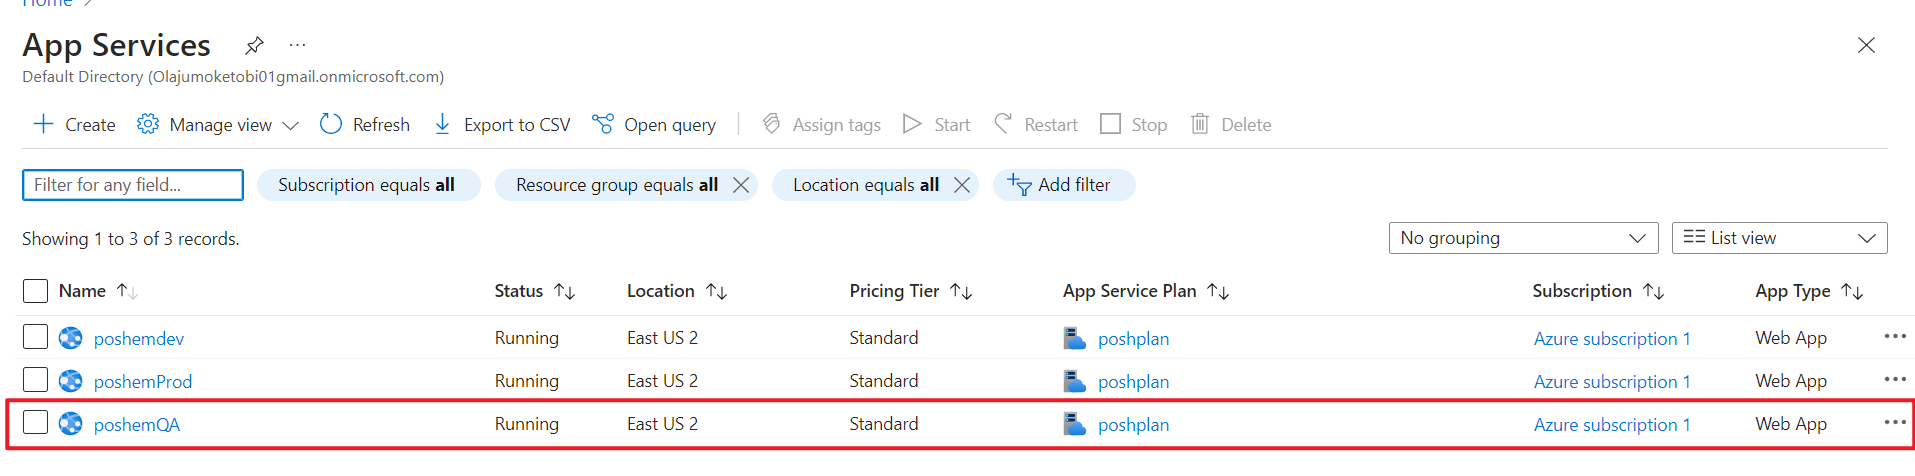 Home
App Services
Default Directory (Olajumoketobi01gmail.onmicrosoft.com)
Create Manage view Refresh Export to CSV Open query Assign tags Start Restart Stop Delete
Filter for any field... Subscription equals all Resource group equals all Location equals all Add filter
Showing 1 to 3 of 3 records. No grouping List view
Name Status Location Pricing Tier App Service Plan Subscription App Type
poshemdev Running East US 2 Standard poshplan Azure subscription 1 Web App
poshemProd Running East US 2 Standard poshplan Azure subscription 1 Web App
poshemQA Running East US 2 Standard poshplan Azure subscription 1 Web App